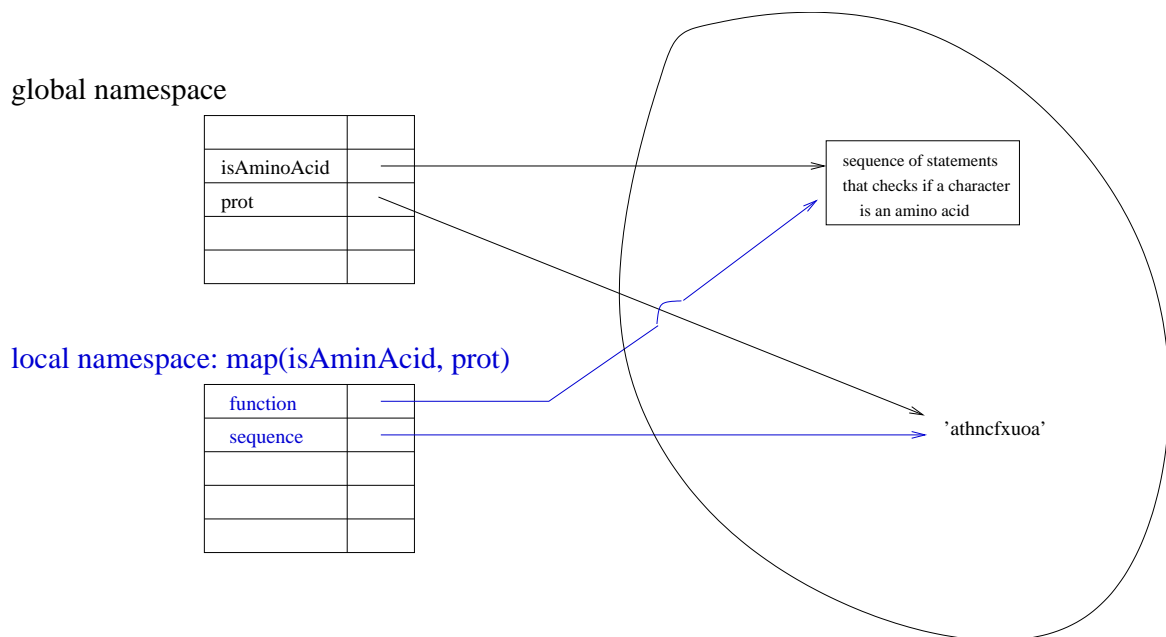 global namespace
isAminoAcid
prot
sequence of statements
that checks if a character
is an amino acid
local namespace: map(isAminAcid, prot)
function
sequence
’athncfxuoa’